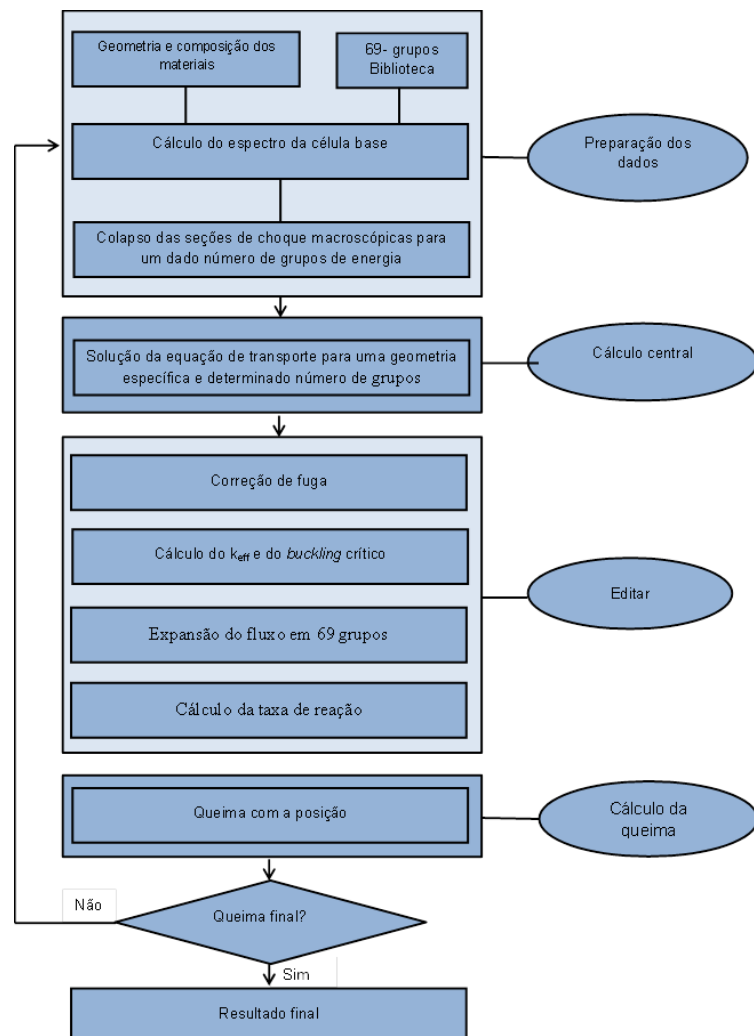 Geometria e composição dos
materiais
69- grupos
Biblioteca
Cálculo do espectro da célula base
Preparação dos
dados
Colapso das seções de choque macroscópicas para
um dado número de grupos de energia
Solução da equação de transporte para uma geometria
específica e determinado número de grupos
Cálculo central
Correção de fuga
Cálculo do keff e do buckling crítico
Editar
Expansão do fluxo em 69 grupos
Cálculo da taxa de reação
Queima com a posição
Cálculo da
queima
Não
Queima final?
Sim
Resultado final